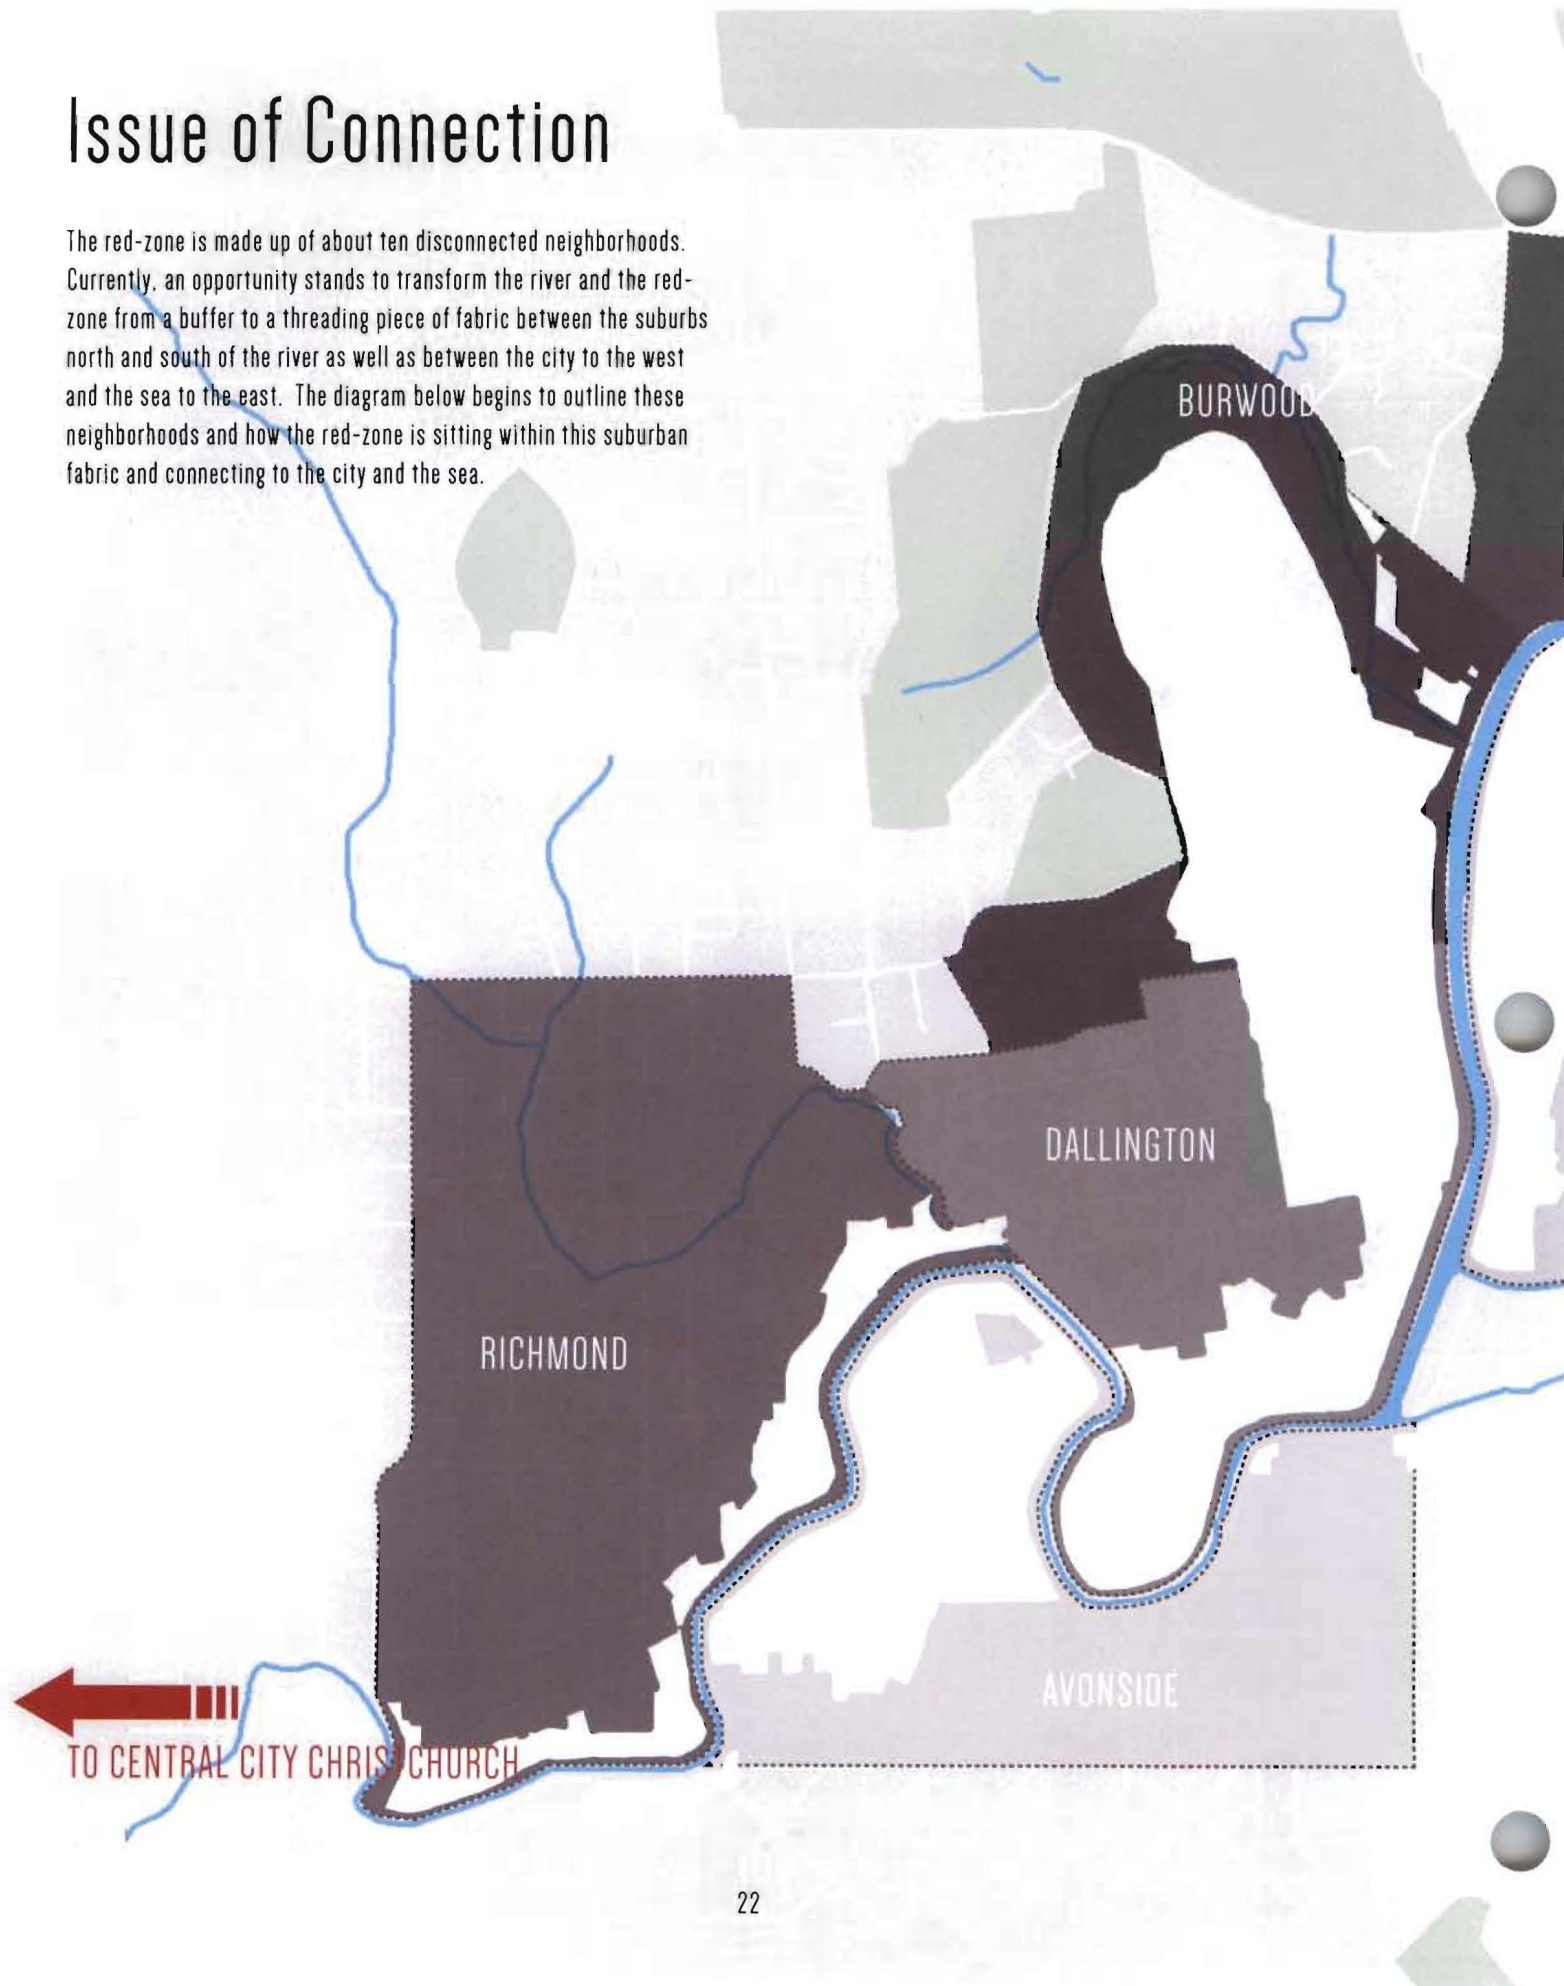 Issue of Connection
The red-zone is made up of about ten disconnected neighborhoods.
Currently, an opportunity stands to transform the river and the red-
zone from a buffer to a threading piece of fabric between the suburbs
north and south of the river as well as between the city to the west
and the sea to the east. The diagram below begins to outline these
neighborhoods and how the red-zone is sitting within this suburban
fabric and connecting to the city and the sea.
BURWOOD
DALLINGTON
RICHMOND
AVONSIDE
TO CENTRAL CITY CHRISTCHURCH
22